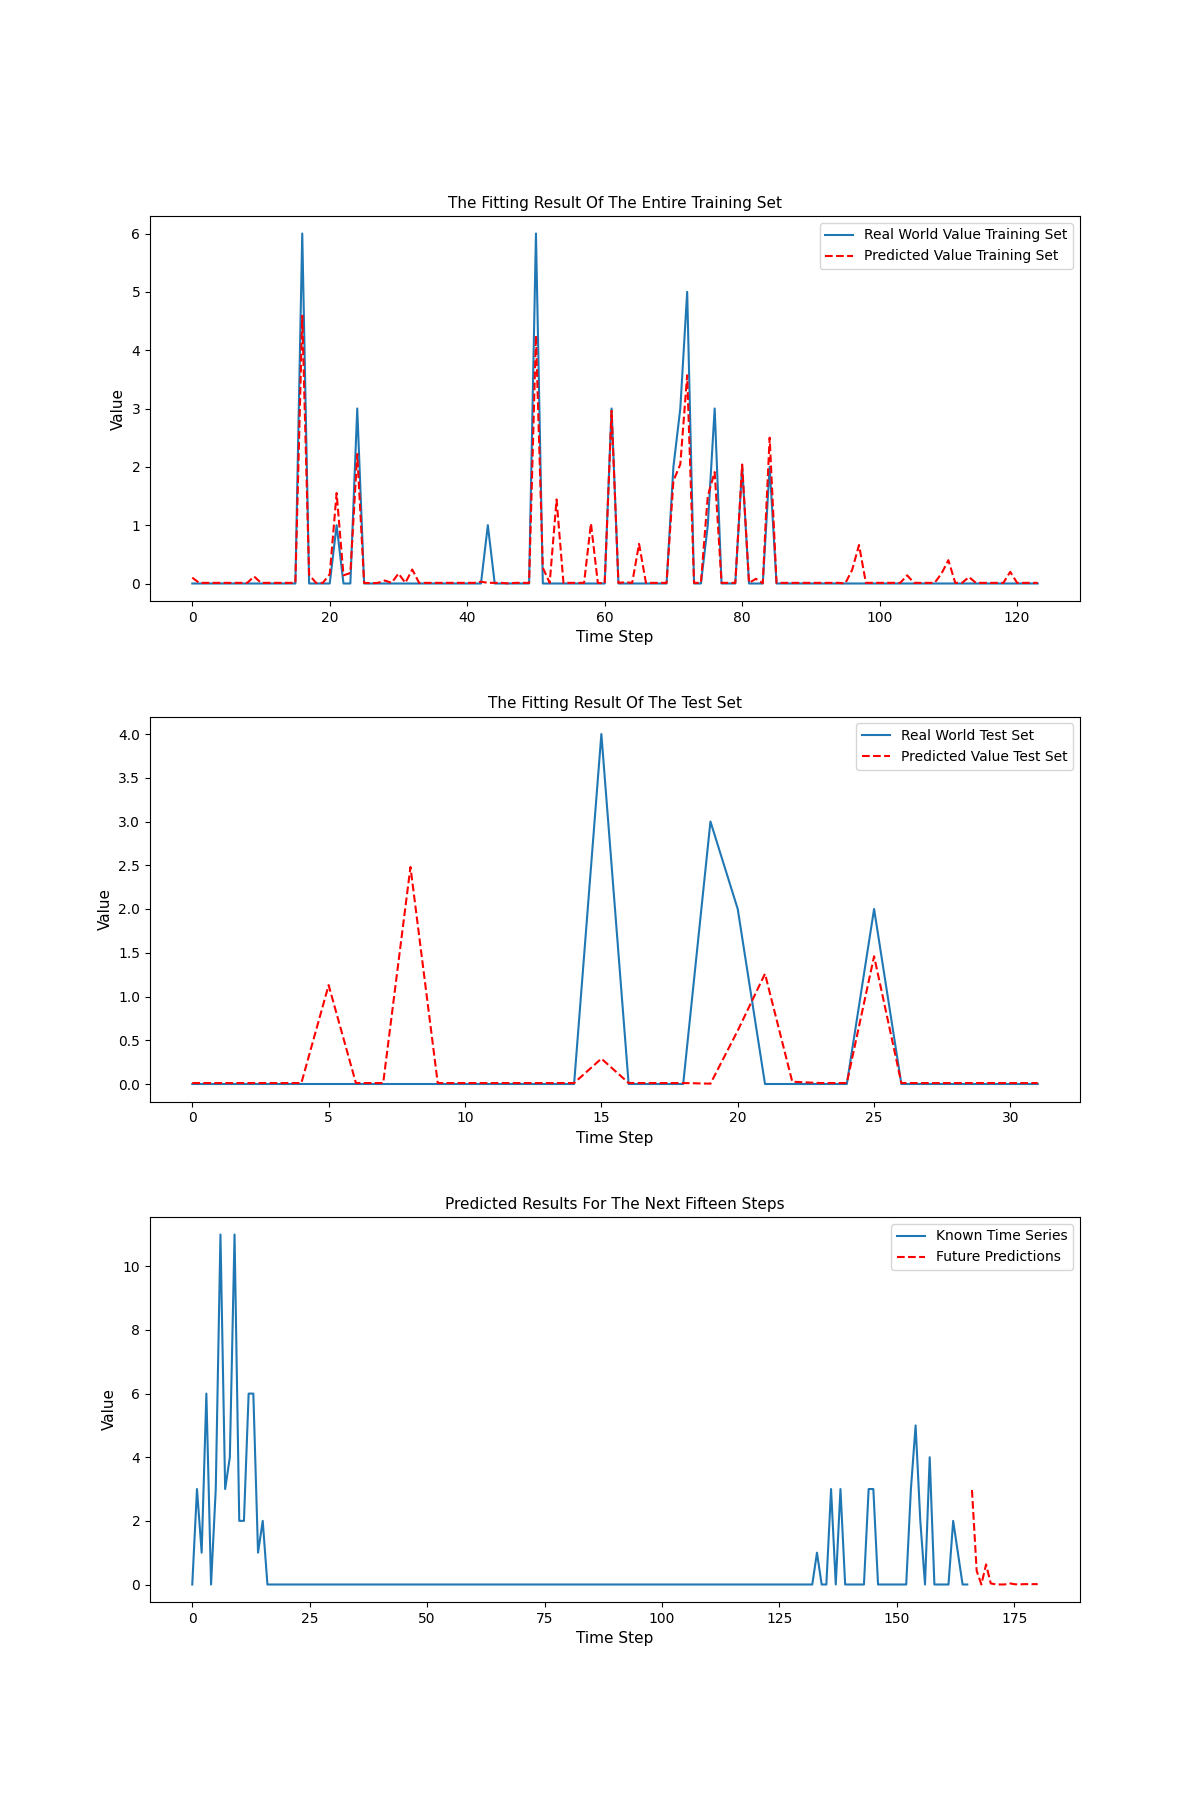 The Fitting Result Of The Entire Training Set
Real World Value Training Set
Predicted Value Training Set
Value
6
5
4
3
2
1
0
0 20 40 60 80 100 120
Time Step
The Fitting Result Of The Test Set
Real World Test Set
Predicted Value Test Set
Value
4.0
3.5
3.0
2.5
2.0
1.5
1.0
0.5
0.0
0 5 10 15 20 25 30
Time Step
Predicted Results For The Next Fifteen Steps
Known Time Series
Future Predictions
Value
10
8
6
4
2
0
0 25 50 75 100 125 150 175
Time Step